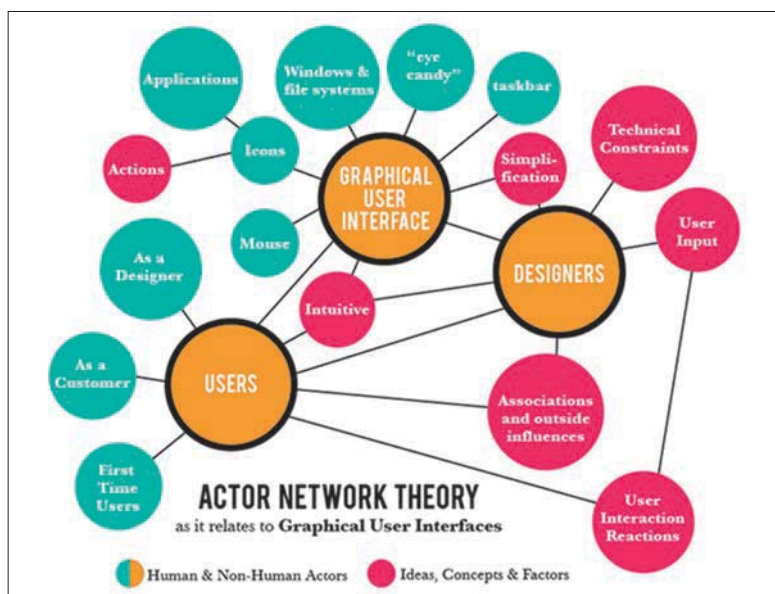 Applications
Windows &
file systems
“eye
candy”
taskbar
Technical
Constraints
Actions
Icons
Simpli-
fication
GRAPHICAL
USER
INTERFACE
User
Input
Mouse
As a
Designer
DESIGNERS
Intuitive
As a
Customer
USERS
Associations
and outside
influences
First
Time
Users
ACTOR NETWORK THEORY
as it relates to Graphical User Interfaces
User
Interaction
Reactions
Human & Non-Human Actors
Ideas, Concepts & Factors